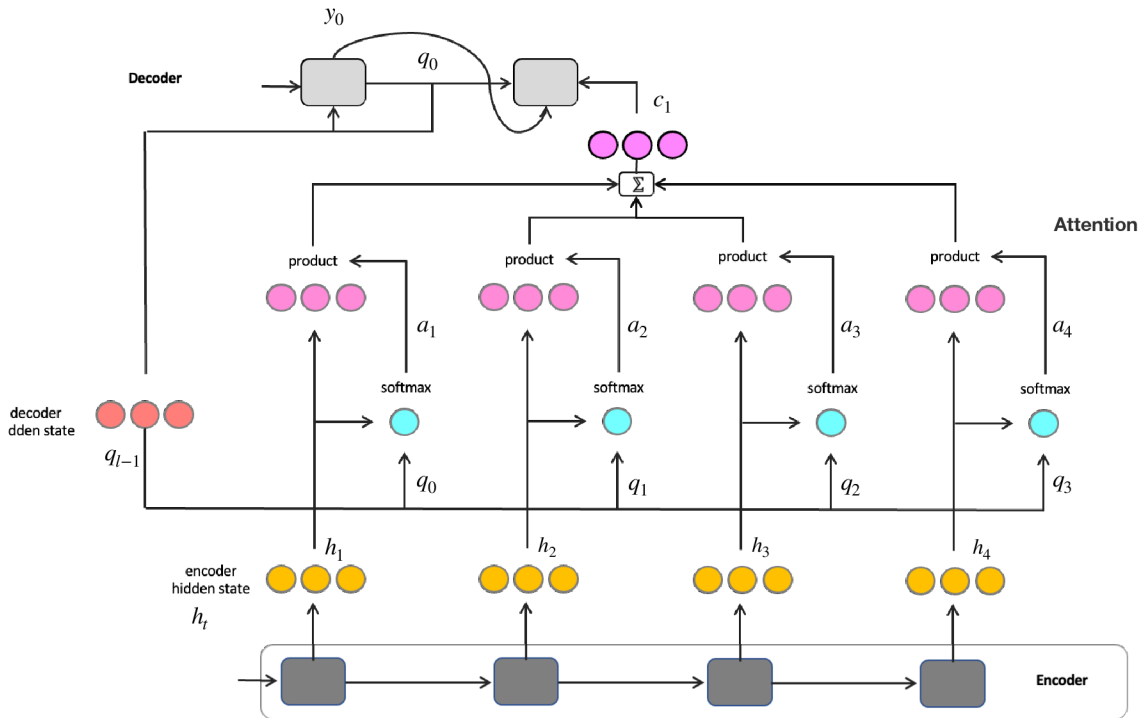 y₀
Decoder
q₀
c₁
Σ
Attention
product
product
product
product
a₁
a₂
a₃
a₄
softmax
softmax
softmax
softmax
decoder
dden state
qₗ₋₁
q₀
q₁
q₂
q₃
h₁
h₂
h₃
h₄
encoder
hidden state
hₜ
Encoder